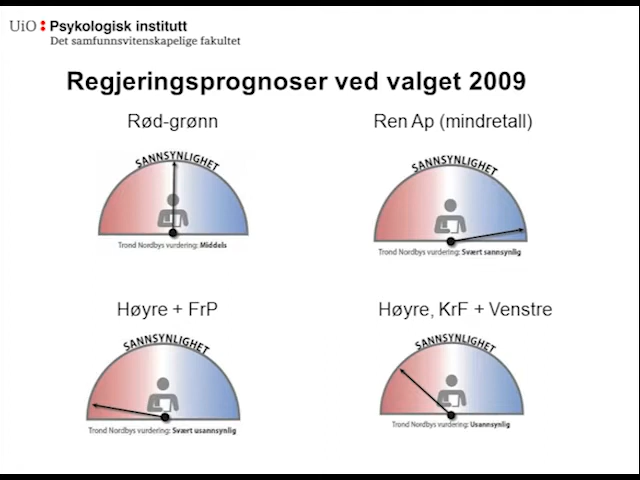 UiO Psykologisk institutt
Det samfunnsvitenskapelige fakultet
Regjeringsprognoser ved valget 2009
Rød-grønn
SANNSYNLIGHET
Trond Nordbys vurdering: Middels
Ren Ap (mindretall)
SANNSYNLIGHET
Trond Nordbys vurdering: Svært sannsynlig
Høyre + FrP
SANNSYNLIGHET
Trond Nordbys vurdering: Svært usannsynlig
Høyre, KrF + Venstre
SANNSYNLIGHET
Trond Nordbys vurdering: Usannsynlig